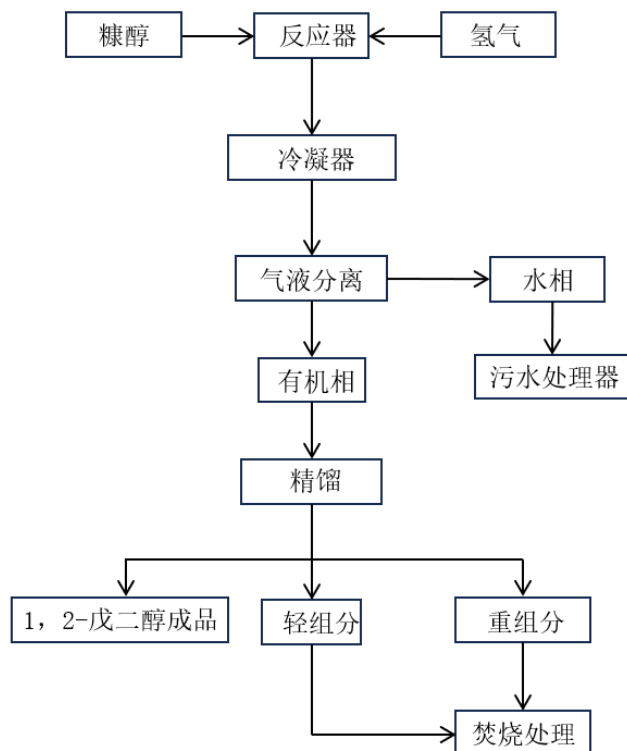 糠醇
反应器
氢气
冷凝器
气液分离
水相
有机相
污水处理器
精馏
1，2-戊二醇成品
轻组分
重组分
焚烧处理